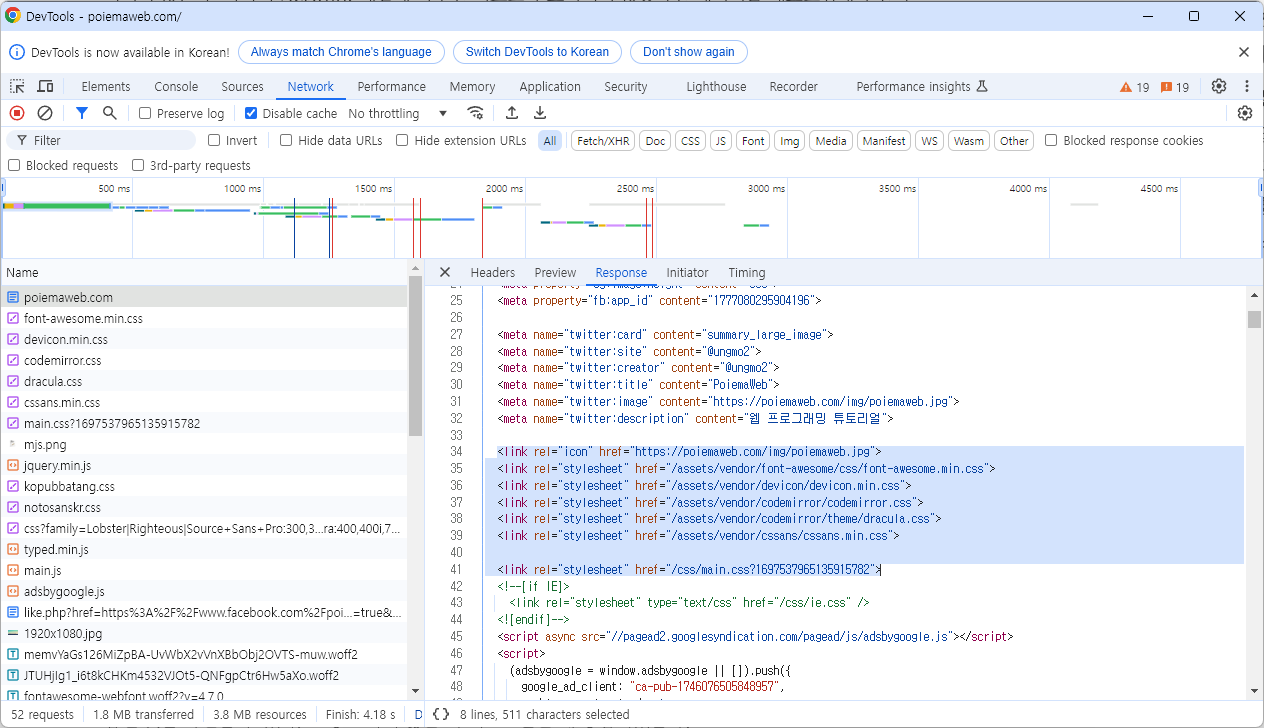 DevTools - poiemaweb.com/
DevTools is now available in Korean! Always match Chrome's language Switch DevTools to Korean Don't show again
Elements Console Sources Network Performance Memory Application Security Lighthouse Recorder Performance insights 19 19
Preserve log Disable cache No throttling
Filter Invert Hide data URLs Hide extension URLs All Fetch/XHR Doc CSS JS Font Img Media Manifest WS Wasm Other Blocked response cookies
Blocked requests 3rd-party requests
500 ms 1000 ms 1500 ms 2000 ms 2500 ms 3000 ms 3500 ms 4000 ms 4500 ms
Name
poiemaweb.com
font-awesome.min.css
devicon.min.css
codemirror.css
dracula.css
cssans.min.css
main.css?1697537965135915782
mjs.png
jquery.min.js
kopubbatang.css
notosanskr.css
css?family=Lobster|Righteous|Source+Sans+Pro:300,3...ra:400,400i,7...
typed.min.js
main.js
adsbygoogle.js
like.php?href=https%3A%2F%2Fwww.facebook.com%2Fpoi...=true&...
1920x1080.jpg
memvYaGs126MiZpBA-UvWbX2vVnXBbObj2OVTS-muw.woff2
JTUHjIg1_i6t8kCHKm4532VJOt5-QNFgpCtr6Hw5aXo.woff2
fontawesome-webfont.woff2?v=4.7.0
52 requests 1.8 MB transferred 3.8 MB resources Finish: 4.18 s D
Headers Preview Response Initiator Timing
25 <meta property="fb:app_id" content="1777080295904196">
26
27 <meta name="twitter:card" content="summary_large_image">
28 <meta name="twitter:site" content="@ungmo2">
29 <meta name="twitter:creator" content="@ungmo2">
30 <meta name="twitter:title" content="PoiemaWeb">
31 <meta name="twitter:image" content="https://poiemaweb.com/img/poiemaweb.jpg">
32 <meta name="twitter:description" content="웹 프로그래밍 튜토리얼">
33
34 <link rel="icon" href="https://poiemaweb.com/img/poiemaweb.jpg">
35 <link rel="stylesheet" href="/assets/vendor/font-awesome/css/font-awesome.min.css">
36 <link rel="stylesheet" href="/assets/vendor/devicon/devicon.min.css">
37 <link rel="stylesheet" href="/assets/vendor/codemirror/codemirror.css">
38 <link rel="stylesheet" href="/assets/vendor/codemirror/theme/dracula.css">
39 <link rel="stylesheet" href="/assets/vendor/cssans/cssans.min.css">
40
41 <link rel="stylesheet" href="/css/main.css?1697537965135915782">
42 <!--[if IE]>
43 <link rel="stylesheet" type="text/css" href="/css/ie.css" />
44 <![endif]-->
45 <script async src="//pagead2.googlesyndication.com/pagead/js/adsbygoogle.js"></script>
46 <script>
47 (adsbygoogle = window.adsbygoogle || []).push({
48 google_ad_client: "ca-pub-1746076505848957",
{} 8 lines, 511 characters selected